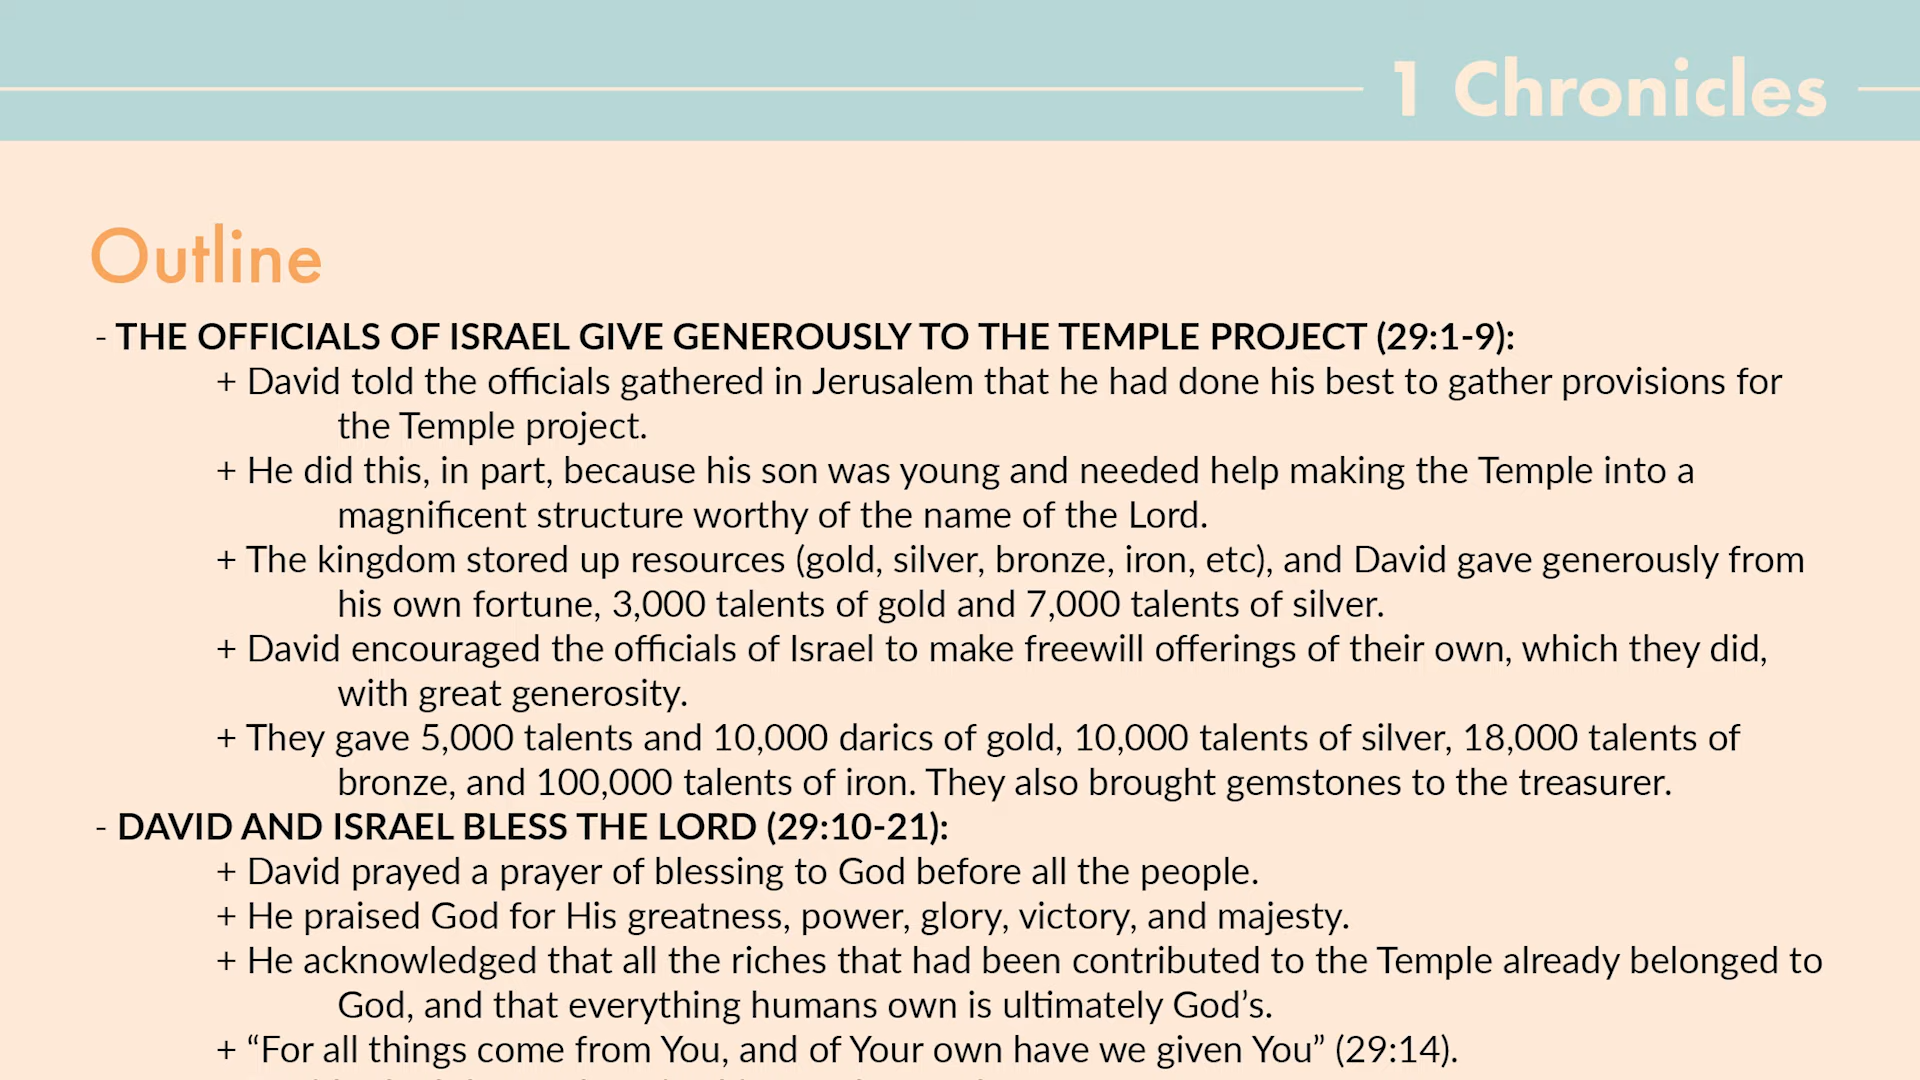 1 Chronicles
Outline
- THE OFFICIALS OF ISRAEL GIVE GENEROUSLY TO THE TEMPLE PROJECT (29:1-9):
+ David told the officials gathered in Jerusalem that he had done his best to gather provisions for
the Temple project.
+ He did this, in part, because his son was young and needed help making the Temple into a
magnificent structure worthy of the name of the Lord.
+ The kingdom stored up resources (gold, silver, bronze, iron, etc), and David gave generously from
his own fortune, 3,000 talents of gold and 7,000 talents of silver.
+ David encouraged the officials of Israel to make freewill offerings of their own, which they did,
with great generosity.
+ They gave 5,000 talents and 10,000 darics of gold, 10,000 talents of silver, 18,000 talents of
bronze, and 100,000 talents of iron. They also brought gemstones to the treasurer.
- DAVID AND ISRAEL BLESS THE LORD (29:10-21):
+ David prayed a prayer of blessing to God before all the people.
+ He praised God for His greatness, power, glory, victory, and majesty.
+ He acknowledged that all the riches that had been contributed to the Temple already belonged to
God, and that everything humans own is ultimately God’s.
+ “For all things come from You, and of Your own have we given You” (29:14).